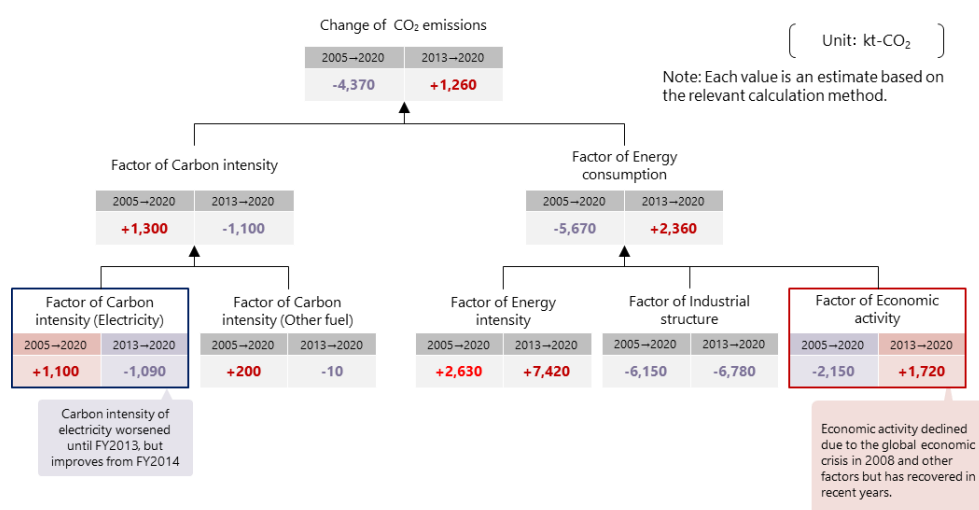 Change of CO₂ emissions
Unit: kt-CO₂
2005→2020 2013→2020
-4,370 +1,260
Note: Each value is an estimate based on
the relevant calculation method.
Factor of Carbon intensity
2005→2020 2013→2020
+1,300 -1,100
Factor of Energy
consumption
2005→2020 2013→2020
-5,670 +2,360
Factor of Carbon
intensity (Electricity)
2005→2020 2013→2020
+1,100 -1,090
Factor of Carbon
intensity (Other fuel)
2005→2020 2013→2020
+200 -10
Factor of Energy
intensity
2005→2020 2013→2020
+2,630 +7,420
Factor of Industrial
structure
2005→2020 2013→2020
-6,150 -6,780
Factor of Economic
activity
2005→2020 2013→2020
-2,150 +1,720
Carbon intensity of
electricity worsened
until FY2013, but
improves from FY2014
Economic activity declined
due to the global economic
crisis in 2008 and other
factors but has recovered in
recent years.